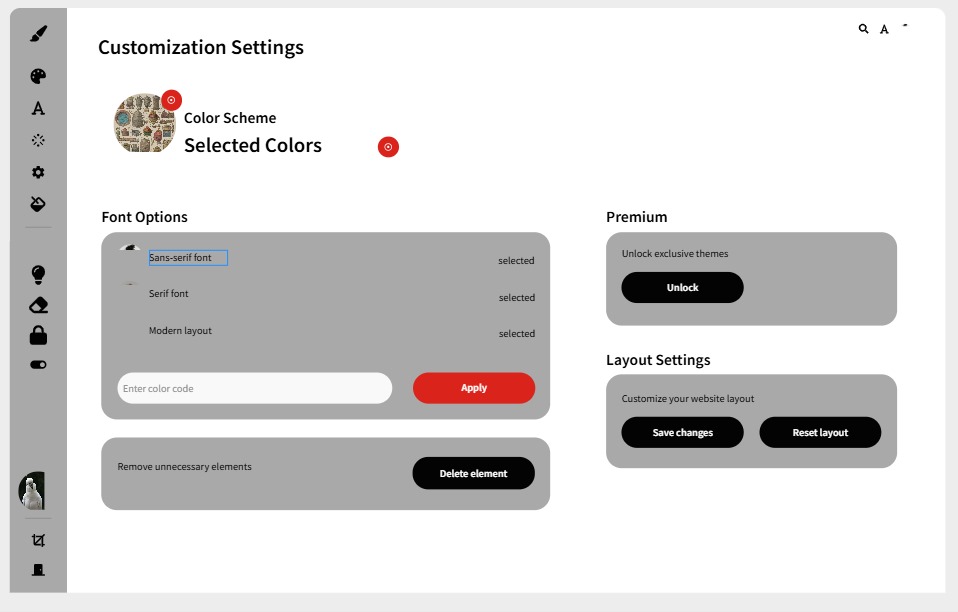 Customization Settings
Color Scheme
Selected Colors
Font Options
Sans-serif font
selected
Serif font
selected
Modern layout
selected
Enter color code
Apply
Remove unnecessary elements
Delete element
Premium
Unlock exclusive themes
Unlock
Layout Settings
Customize your website layout
Save changes
Reset layout